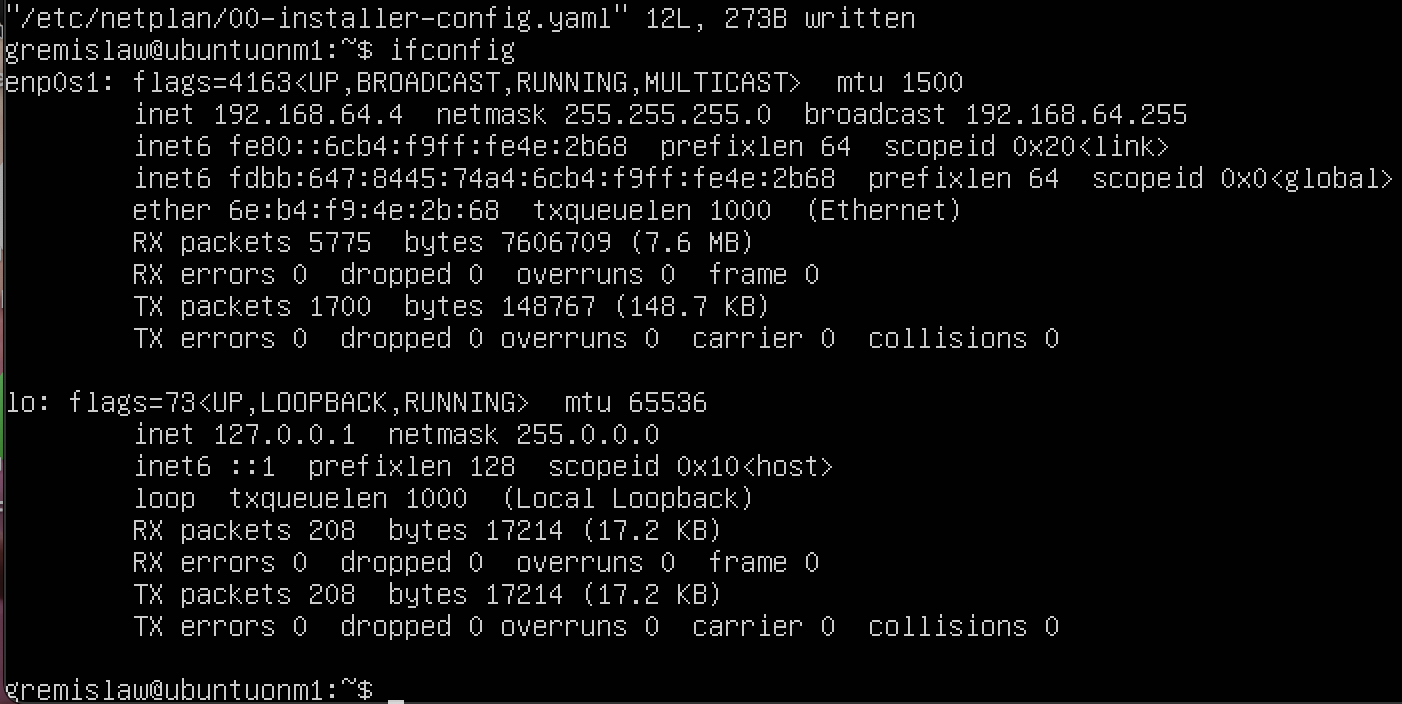 "/etc/netplan/00-installer-config.yaml" 12L, 273B written
gremislaw@ubuntuonm1:~$ ifconfig
enp0s1: flags=4163<UP,BROADCAST,RUNNING,MULTICAST>  mtu 1500
        inet 192.168.64.4  netmask 255.255.255.0  broadcast 192.168.64.255
        inet6 fe80::6cb4:f9ff:fe4e:2b68  prefixlen 64  scopeid 0x20<link>
        inet6 fdbb:647:8445:74a4:6cb4:f9ff:fe4e:2b68  prefixlen 64  scopeid 0x0<global>
        ether 6e:b4:f9:4e:2b:68  txqueuelen 1000  (Ethernet)
        RX packets 5775  bytes 7606709 (7.6 MB)
        RX errors 0  dropped 0  overruns 0  frame 0
        TX packets 1700  bytes 148767 (148.7 KB)
        TX errors 0  dropped 0 overruns 0  carrier 0  collisions 0

lo: flags=73<UP,LOOPBACK,RUNNING>  mtu 65536
        inet 127.0.0.1  netmask 255.0.0.0
        inet6 ::1  prefixlen 128  scopeid 0x10<host>
        loop  txqueuelen 1000  (Local Loopback)
        RX packets 208  bytes 17214 (17.2 KB)
        RX errors 0  dropped 0  overruns 0  frame 0
        TX packets 208  bytes 17214 (17.2 KB)
        TX errors 0  dropped 0 overruns 0  carrier 0  collisions 0

gremislaw@ubuntuonm1:~$